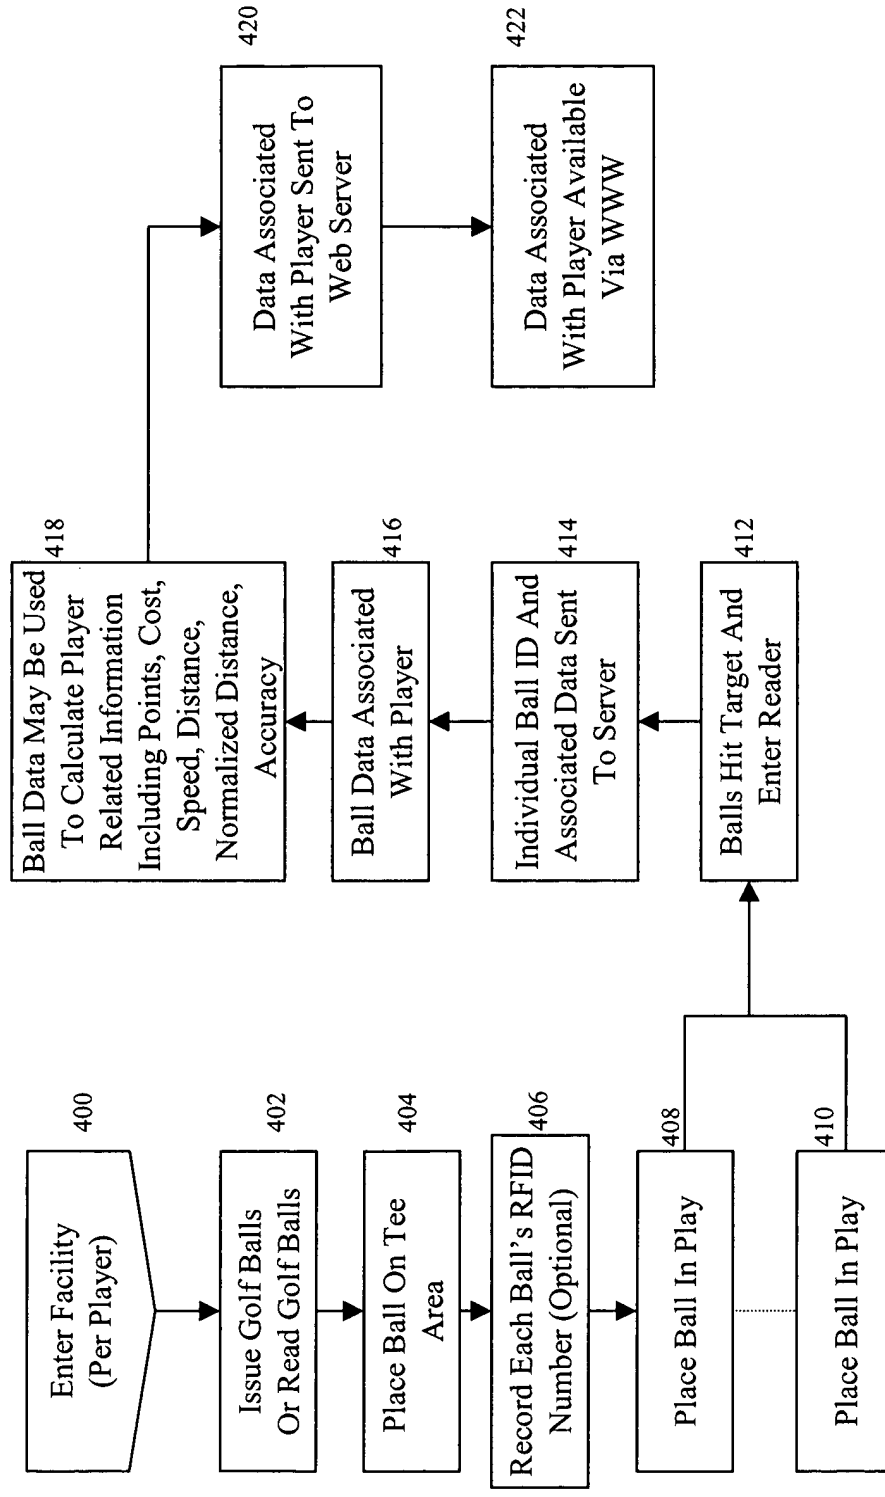 400
Enter Facility
(Per Player)
402
Issue Golf Balls
Or Read Golf Balls
404
Place Ball On Tee
Area
406
Record Each Ball's RFID
Number (Optional)
408
Place Ball In Play
410
Place Ball In Play
412
Balls Hit Target And
Enter Reader
414
Individual Ball ID And
Associated Data Sent
To Server
416
Ball Data Associated
With Player
418
Ball Data May Be Used
To Calculate Player
Related Information
Including Points, Cost,
Speed, Distance,
Normalized Distance,
Accuracy
420
Data Associated
With Player Sent To
Web Server
422
Data Associated
With Player Available
Via WWW